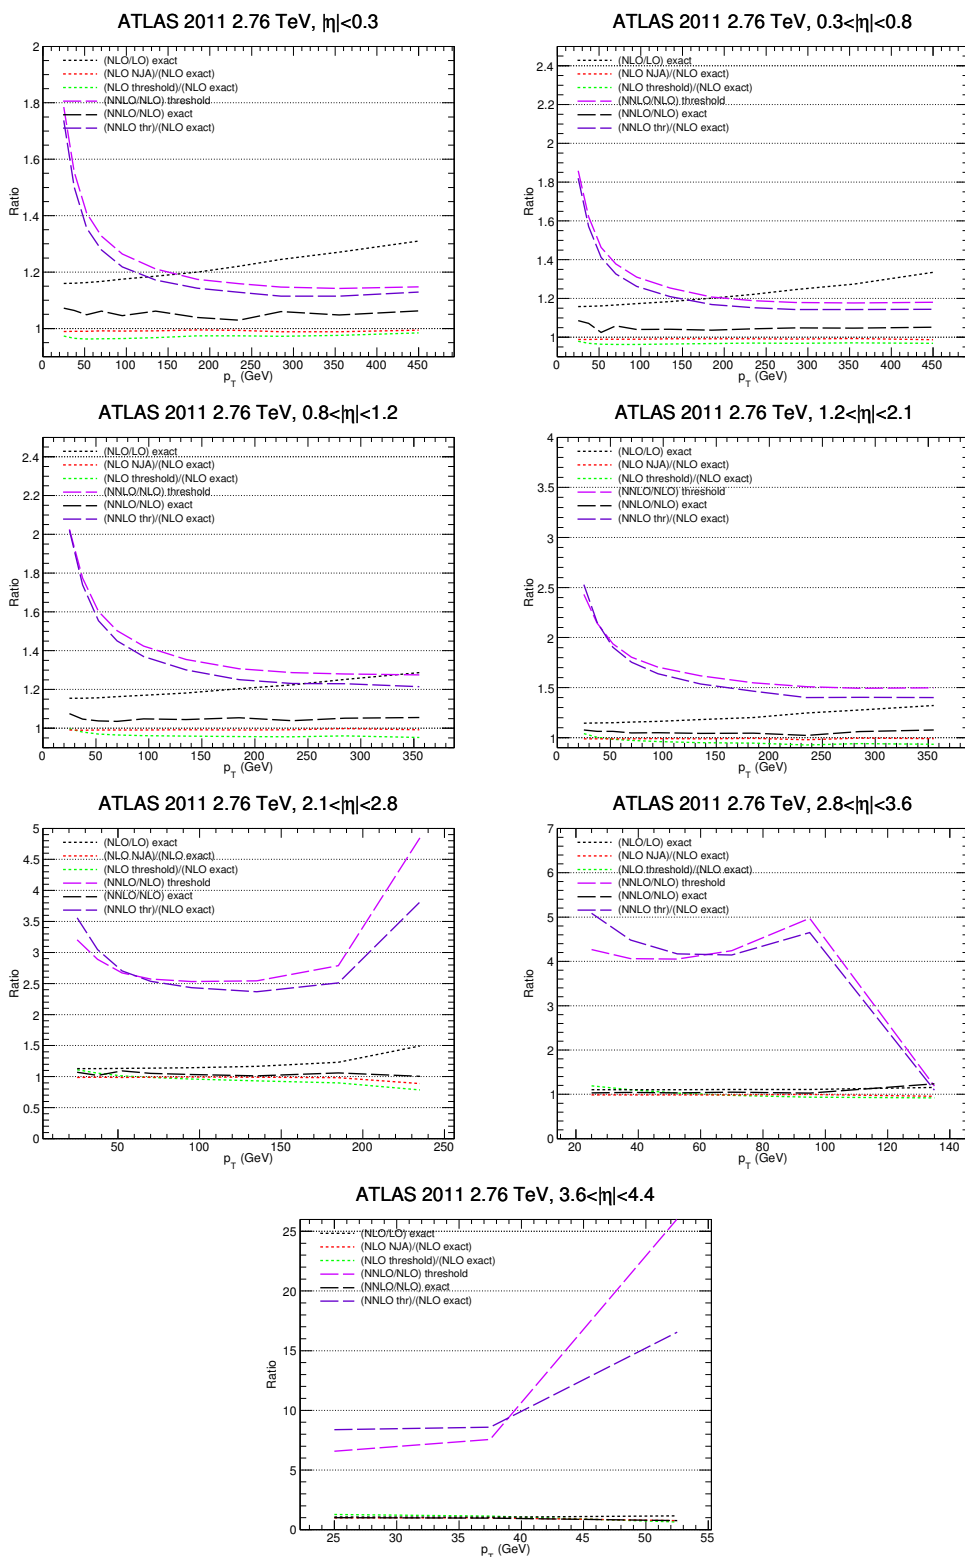 ATLAS 2011 2.76 TeV, |η|<0.3
2
1.8
1.6
1.4
1.2
1
Ratio
(NLO/LO) exact
(NLO NJA)/(NLO exact)
(NLO threshold)/(NLO exact)
(NNLO/NLO) threshold
(NNLO/NLO) exact
(NNLO thr)/(NLO exact)
0 50 100 150 200 250 300 350 400 450
p_T (GeV)
ATLAS 2011 2.76 TeV, 0.3<|η|<0.8
2.4
2.2
2
1.8
1.6
1.4
1.2
1
Ratio
(NLO/LO) exact
(NLO NJA)/(NLO exact)
(NLO threshold)/(NLO exact)
(NNLO/NLO) threshold
(NNLO/NLO) exact
(NNLO thr)/(NLO exact)
0 50 100 150 200 250 300 350 400 450
p_T (GeV)
ATLAS 2011 2.76 TeV, 0.8<|η|<1.2
2.4
2.2
2
1.8
1.6
1.4
1.2
1
Ratio
(NLO/LO) exact
(NLO NJA)/(NLO exact)
(NLO threshold)/(NLO exact)
(NNLO/NLO) threshold
(NNLO/NLO) exact
(NNLO thr)/(NLO exact)
0 50 100 150 200 250 300 350
p_T (GeV)
ATLAS 2011 2.76 TeV, 1.2<|η|<2.1
4
3.5
3
2.5
2
1.5
1
Ratio
(NLO/LO) exact
(NLO NJA)/(NLO exact)
(NLO threshold)/(NLO exact)
(NNLO/NLO) threshold
(NNLO/NLO) exact
(NNLO thr)/(NLO exact)
0 50 100 150 200 250 300 350
p_T (GeV)
ATLAS 2011 2.76 TeV, 2.1<|η|<2.8
5
4.5
4
3.5
3
2.5
2
1.5
1
0.5
0
Ratio
(NLO/LO) exact
(NLO NJA)/(NLO exact)
(NLO threshold)/(NLO exact)
(NNLO/NLO) threshold
(NNLO/NLO) exact
(NNLO thr)/(NLO exact)
50 100 150 200 250
p_T (GeV)
ATLAS 2011 2.76 TeV, 2.8<|η|<3.6
7
6
5
4
3
2
1
0
Ratio
(NLO/LO) exact
(NLO NJA)/(NLO exact)
(NLO threshold)/(NLO exact)
(NNLO/NLO) threshold
(NNLO/NLO) exact
(NNLO thr)/(NLO exact)
20 40 60 80 100 120 140
p_T (GeV)
ATLAS 2011 2.76 TeV, 3.6<|η|<4.4
25
20
15
10
5
0
Ratio
(NLO/LO) exact
(NLO NJA)/(NLO exact)
(NLO threshold)/(NLO exact)
(NNLO/NLO) threshold
(NNLO/NLO) exact
(NNLO thr)/(NLO exact)
25 30 35 40 45 50 55
p_T (GeV)